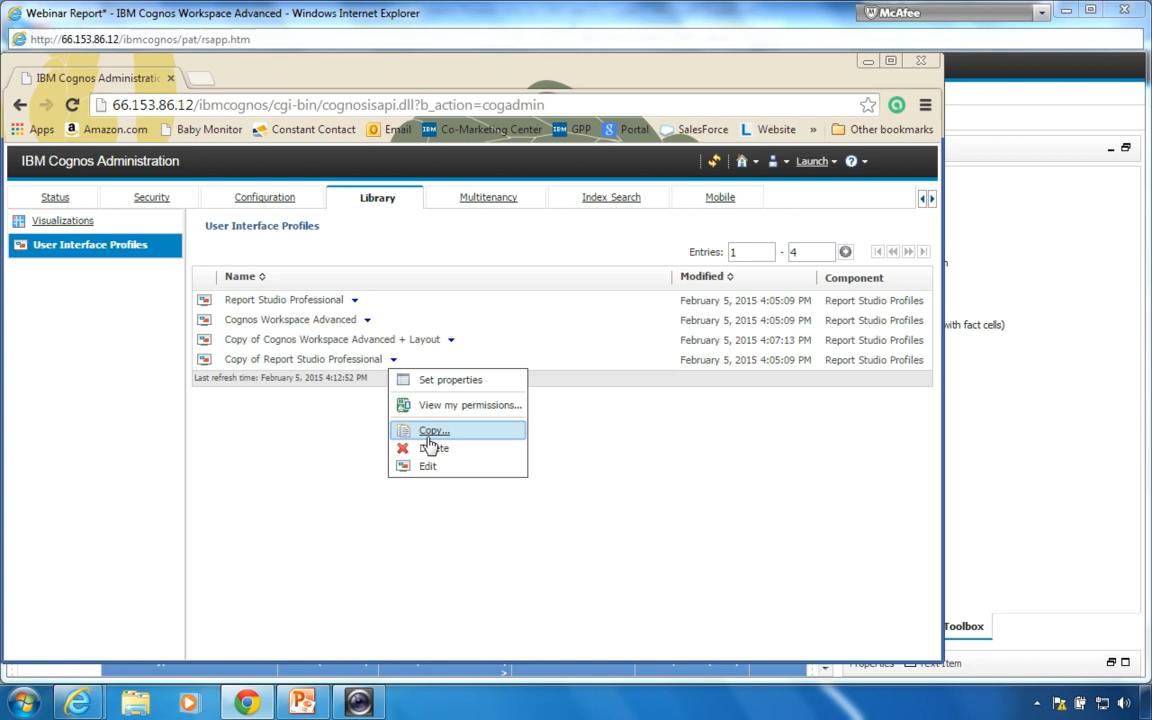 Webinar Report* - IBM Cognos Workspace Advanced - Windows Internet Explorer
McAfee
http://66.153.86.12/ibmcognos/pat/rsapp.htm
IBM Cognos Administratic
66.153.86.12/ibmcognos/cgi-bin/cognosisapi.dll?b_action=cogadmin
Apps Amazon.com Baby Monitor Constant Contact Email Co-Marketing Center GPP Portal SalesForce Website » Other bookmarks
IBM Cognos Administration
Launch
Status Security Configuration Library Multitenancy Index Search Mobile
Visualizations
User Interface Profiles
User Interface Profiles
Entries: 1 - 4
Name Modified Component
Report Studio Professional February 5, 2015 4:05:09 PM Report Studio Profiles
Cognos Workspace Advanced February 5, 2015 4:05:09 PM Report Studio Profiles
Copy of Cognos Workspace Advanced + Layout February 5, 2015 4:07:13 PM Report Studio Profiles
Copy of Report Studio Professional February 5, 2015 4:05:09 PM Report Studio Profiles
Last refresh time: February 5, 2015 4:12:52 PM
Set properties
View my permissions...
Copy...
Delete
Edit
with fact cells)
Toolbox
Properties Text Item